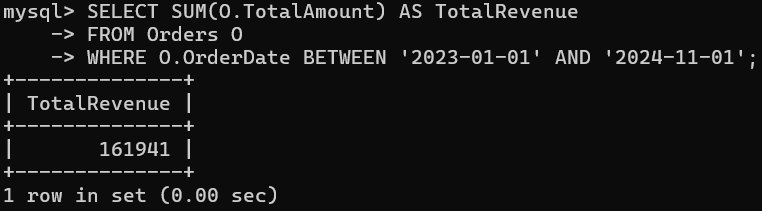 mysql> SELECT SUM(O.TotalAmount) AS TotalRevenue
    -> FROM Orders O
    -> WHERE O.OrderDate BETWEEN '2023-01-01' AND '2024-11-01';
+--------------+
| TotalRevenue |
+--------------+
|       161941 |
+--------------+
1 row in set (0.00 sec)